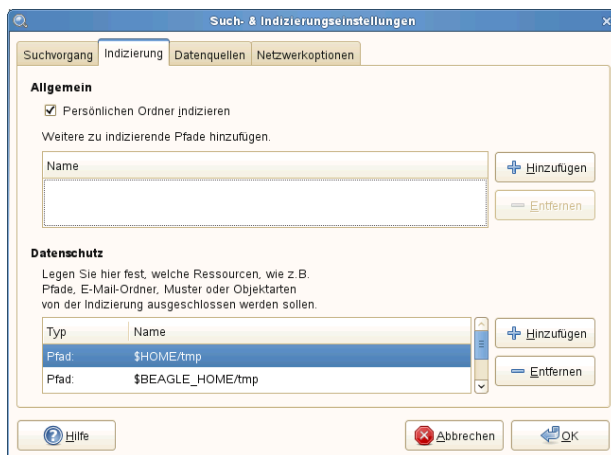 Such- & Indizierungseinstellungen
Suchvorgang Indizierung Datenquellen Netzwerkoptionen
Allgemein
Persönlichen Ordner indizieren
Weitere zu indizierende Pfade hinzufügen.
Name
Hinzufügen
Entfernen
Datenschutz
Legen Sie hier fest, welche Ressourcen, wie z.B.
Pfade, E-Mail-Ordner, Muster oder Objektarten
von der Indizierung ausgeschlossen werden sollen.
Typ Name
Pfad: $HOME/tmp
Pfad: $BEAGLE_HOME/tmp
Hinzufügen
Entfernen
Hilfe Abbrechen OK